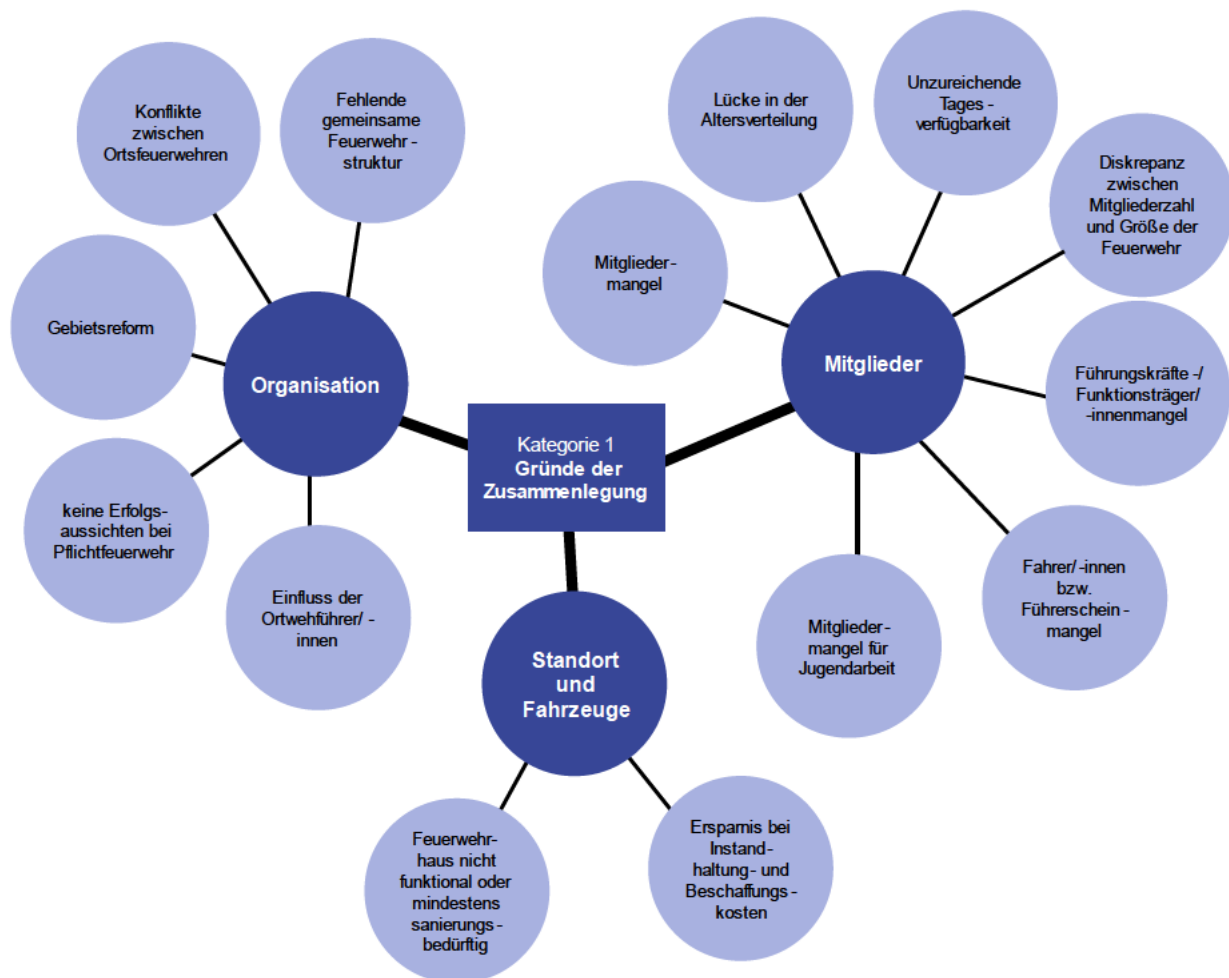 Konflikte
zwischen
Ortsfeuerwehren
Fehlende
gemeinsame
Feuerwehr -
struktur
Gebietsreform
Organisation
keine Erfolgs-
aussichten bei
Pflichtfeuerwehr
Einfluss der
Ortwehführer/ -
innen
Kategorie 1
Gründe der
Zusammenlegung
Lücke in der
Altersverteilung
Unzureichende
Tages -
verfügbarkeit
Mitglieder-
mangel
Diskrepanz
zwischen
Mitgliederzahl
und Größe der
Feuerwehr
Mitglieder
Führungskräfte -/
Funktionsträger/
-innenmangel
Fahrer/ -innen
bzw.
Führerschein -
mangel
Mitglieder-
mangel für
Jugendarbeit
Standort
und
Fahrzeuge
Feuerwehr-
haus nicht
funktional oder
mindestens
sanierungs-
bedürftig
Ersparnis bei
Instand-
haltung- und
Beschaffungs -
kosten